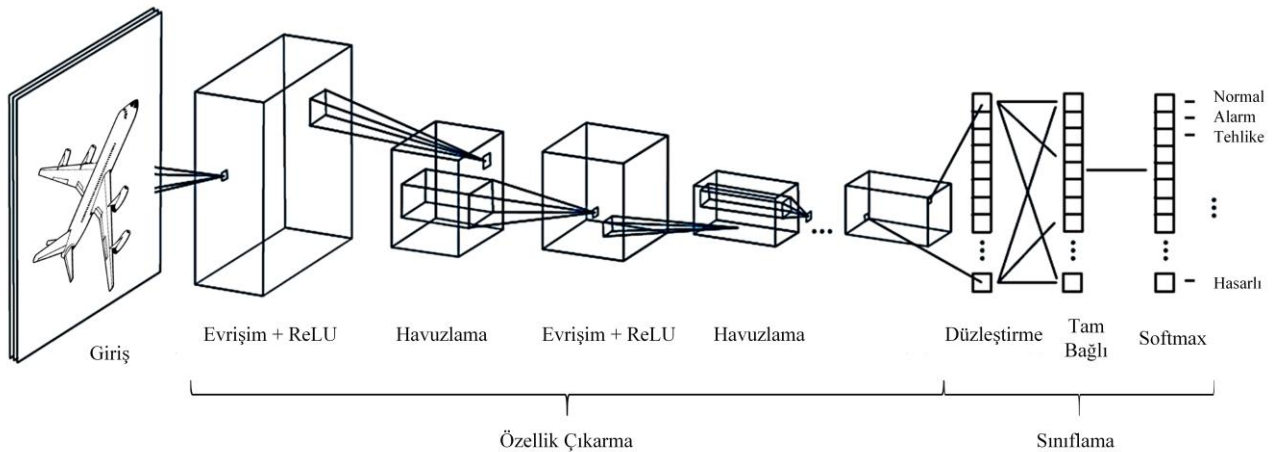 Normal
Alarm
Tehlike
Hasarlı
Giriş
Evrişim + ReLU
Havuzlama
Evrişim + ReLU
Havuzlama
Düzleştirme
Tam
Bağlı
Softmax
Özellik Çıkarma
Sınıflama